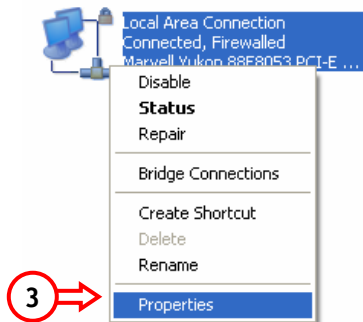 Local Area Connection
Connected, Firewalled
Marvell Yukon 88E8053 PCI-E ...
Disable
Status
Repair
Bridge Connections
Create Shortcut
Delete
Rename
3
Properties